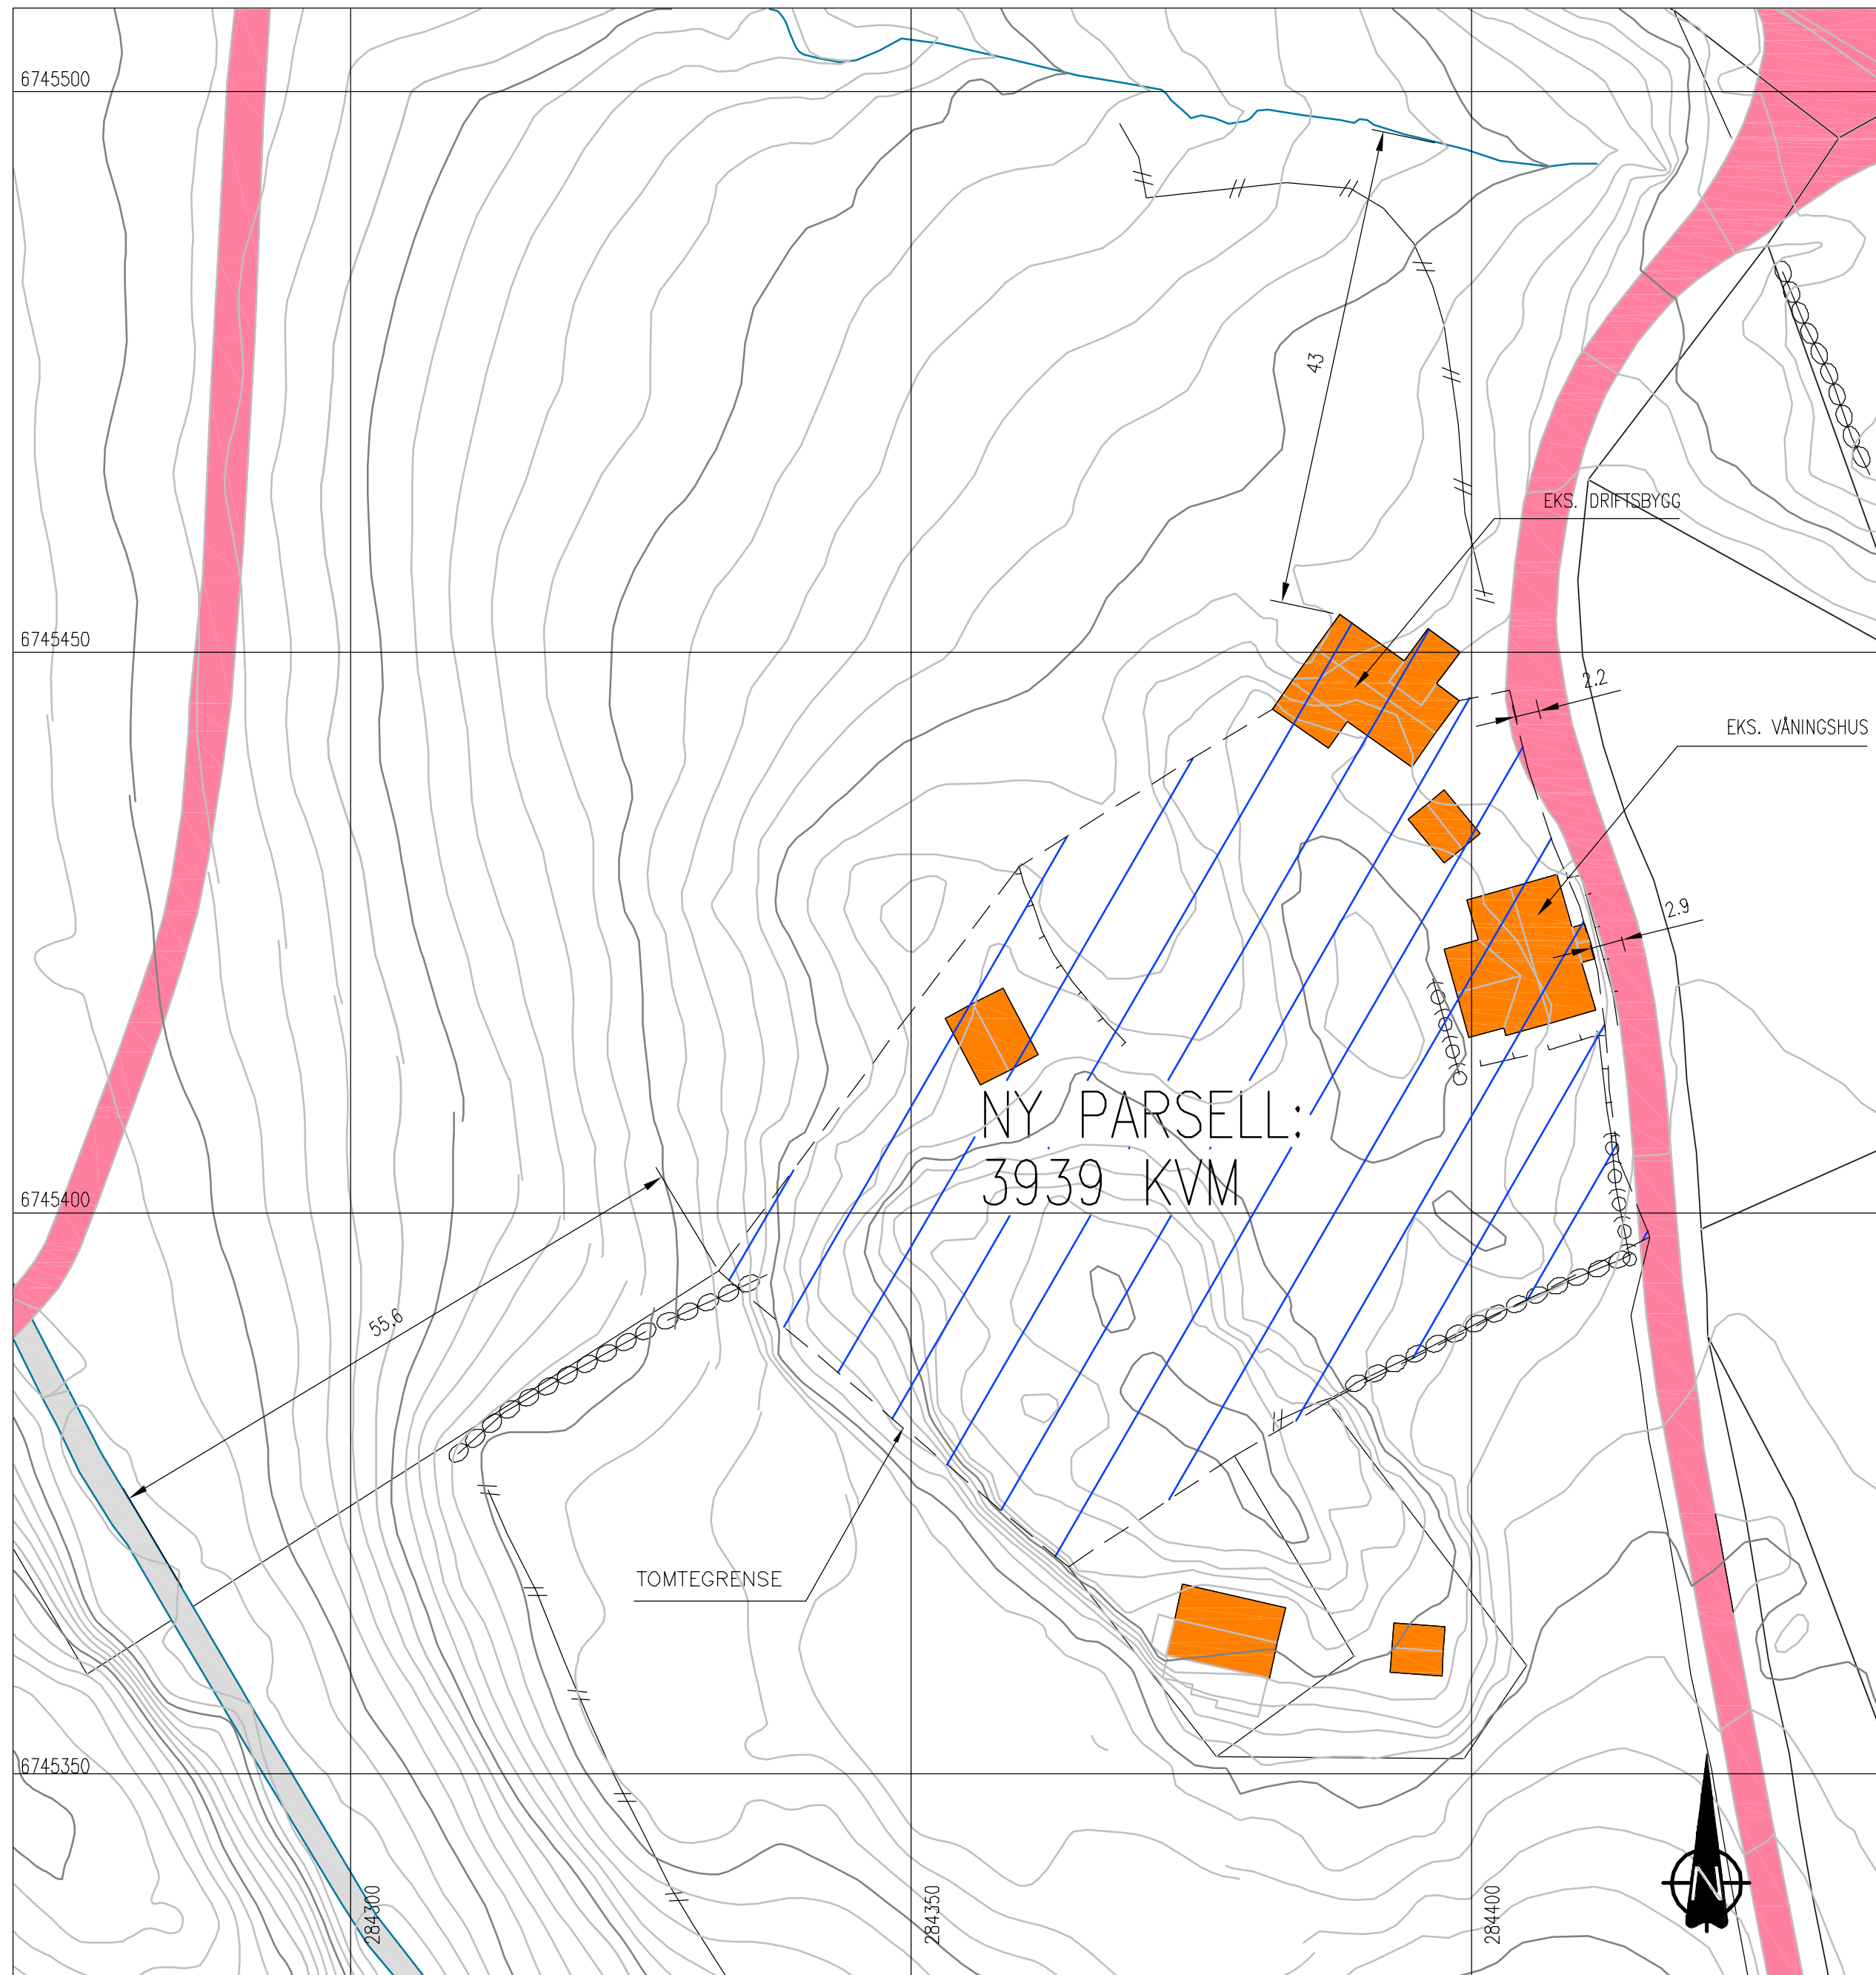 6745500
43
EKS. DRIFTSBYGG
6745450
2.2
EKS. VÅNINGSHUS
2.9
NY PARSELL:
3939 KVM
6745400
55.6
TOMTEGRENSE
6745350
284300
284350
284400
N